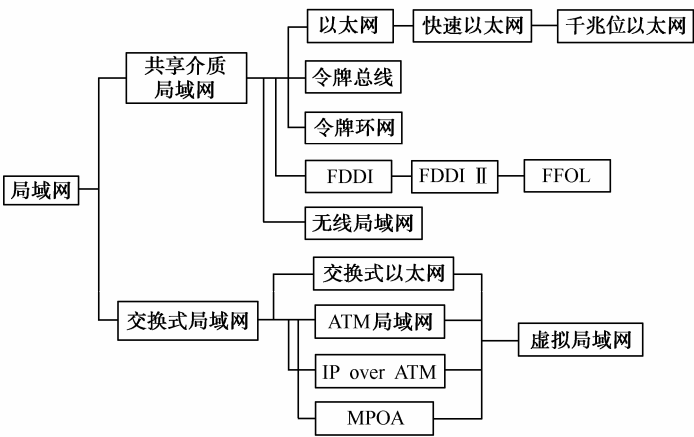 以太网
快速以太网
千兆位以太网
共享介质
局域网
令牌总线
令牌环网
FDDI
FDDI Ⅱ
FFOL
局域网
无线局域网
交换式以太网
交换式局域网
ATM局域网
虚拟局域网
IP over ATM
MPOA